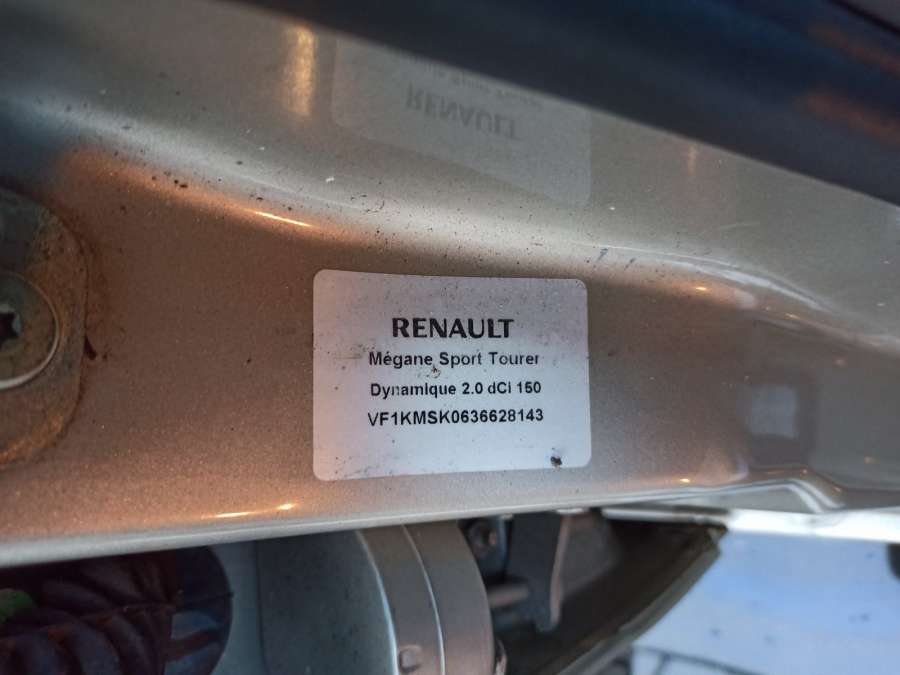 RENAULT
Mégane Sport Tourer
Dynamique 2.0 dCi 150
VF1KMSK0636628143